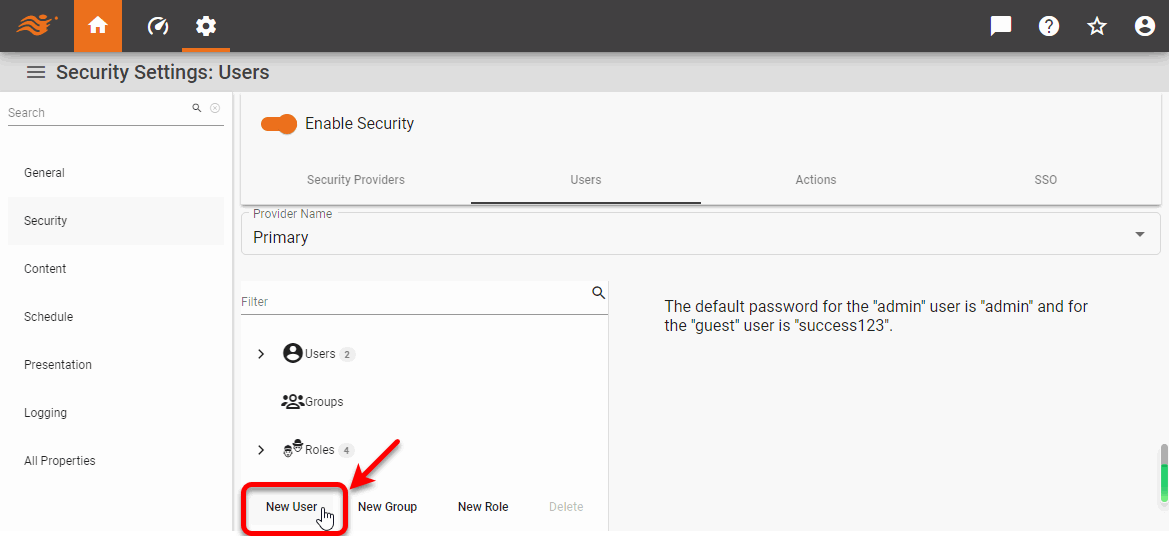 Security Settings: Users
Search
General
Security
Content
Schedule
Presentation
Logging
All Properties
Enable Security
Security Providers
Users
Actions
SSO
Provider Name
Primary
Filter
Users 2
Groups
Roles 4
New User
New Group
New Role
Delete
The default password for the "admin" user is "admin" and for
the "guest" user is "success123".